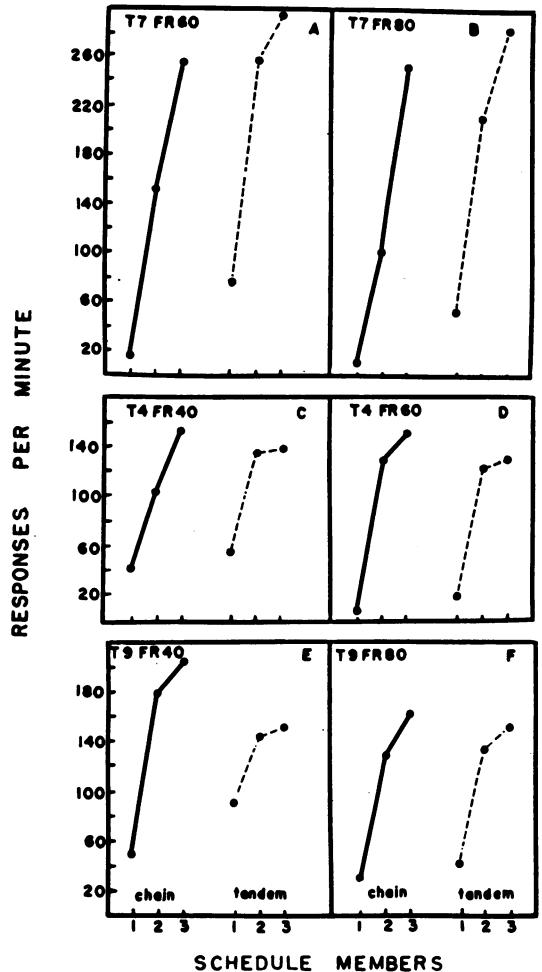 T7 FR60 A
T7 FR80 B
260
220
180
140
100
60
20
T4 FR40 C
T4 FR60 D
140
100
60
20
T9 FR40 E
T9 FR80 F
180
140
100
60
20
chain tandem chain tandem
1 2 3 1 2 3 1 2 3 1 2 3
RESPONSES PER MINUTE
SCHEDULE MEMBERS